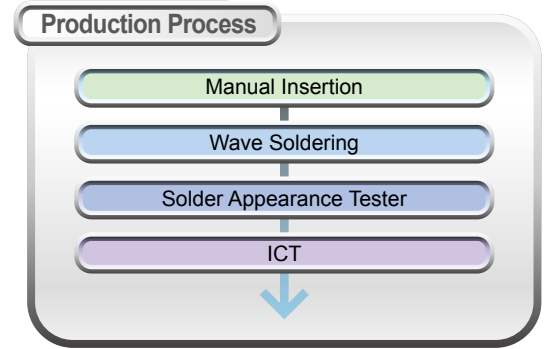 Production Process
Manual Insertion
Wave Soldering
Solder Appearance Tester
ICT